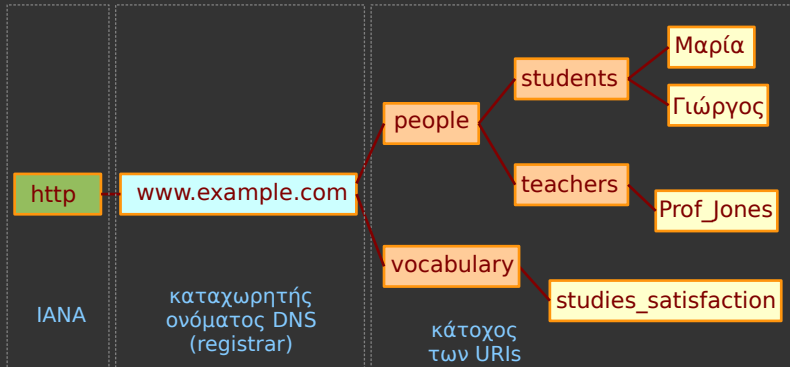 http
www.example.com
people
students
Μαρία
Γιώργος
teachers
Prof_Jones
vocabulary
studies_satisfaction
IANA
καταχωρητής
ονόματος DNS
(registrar)
κάτοχος
των URIs